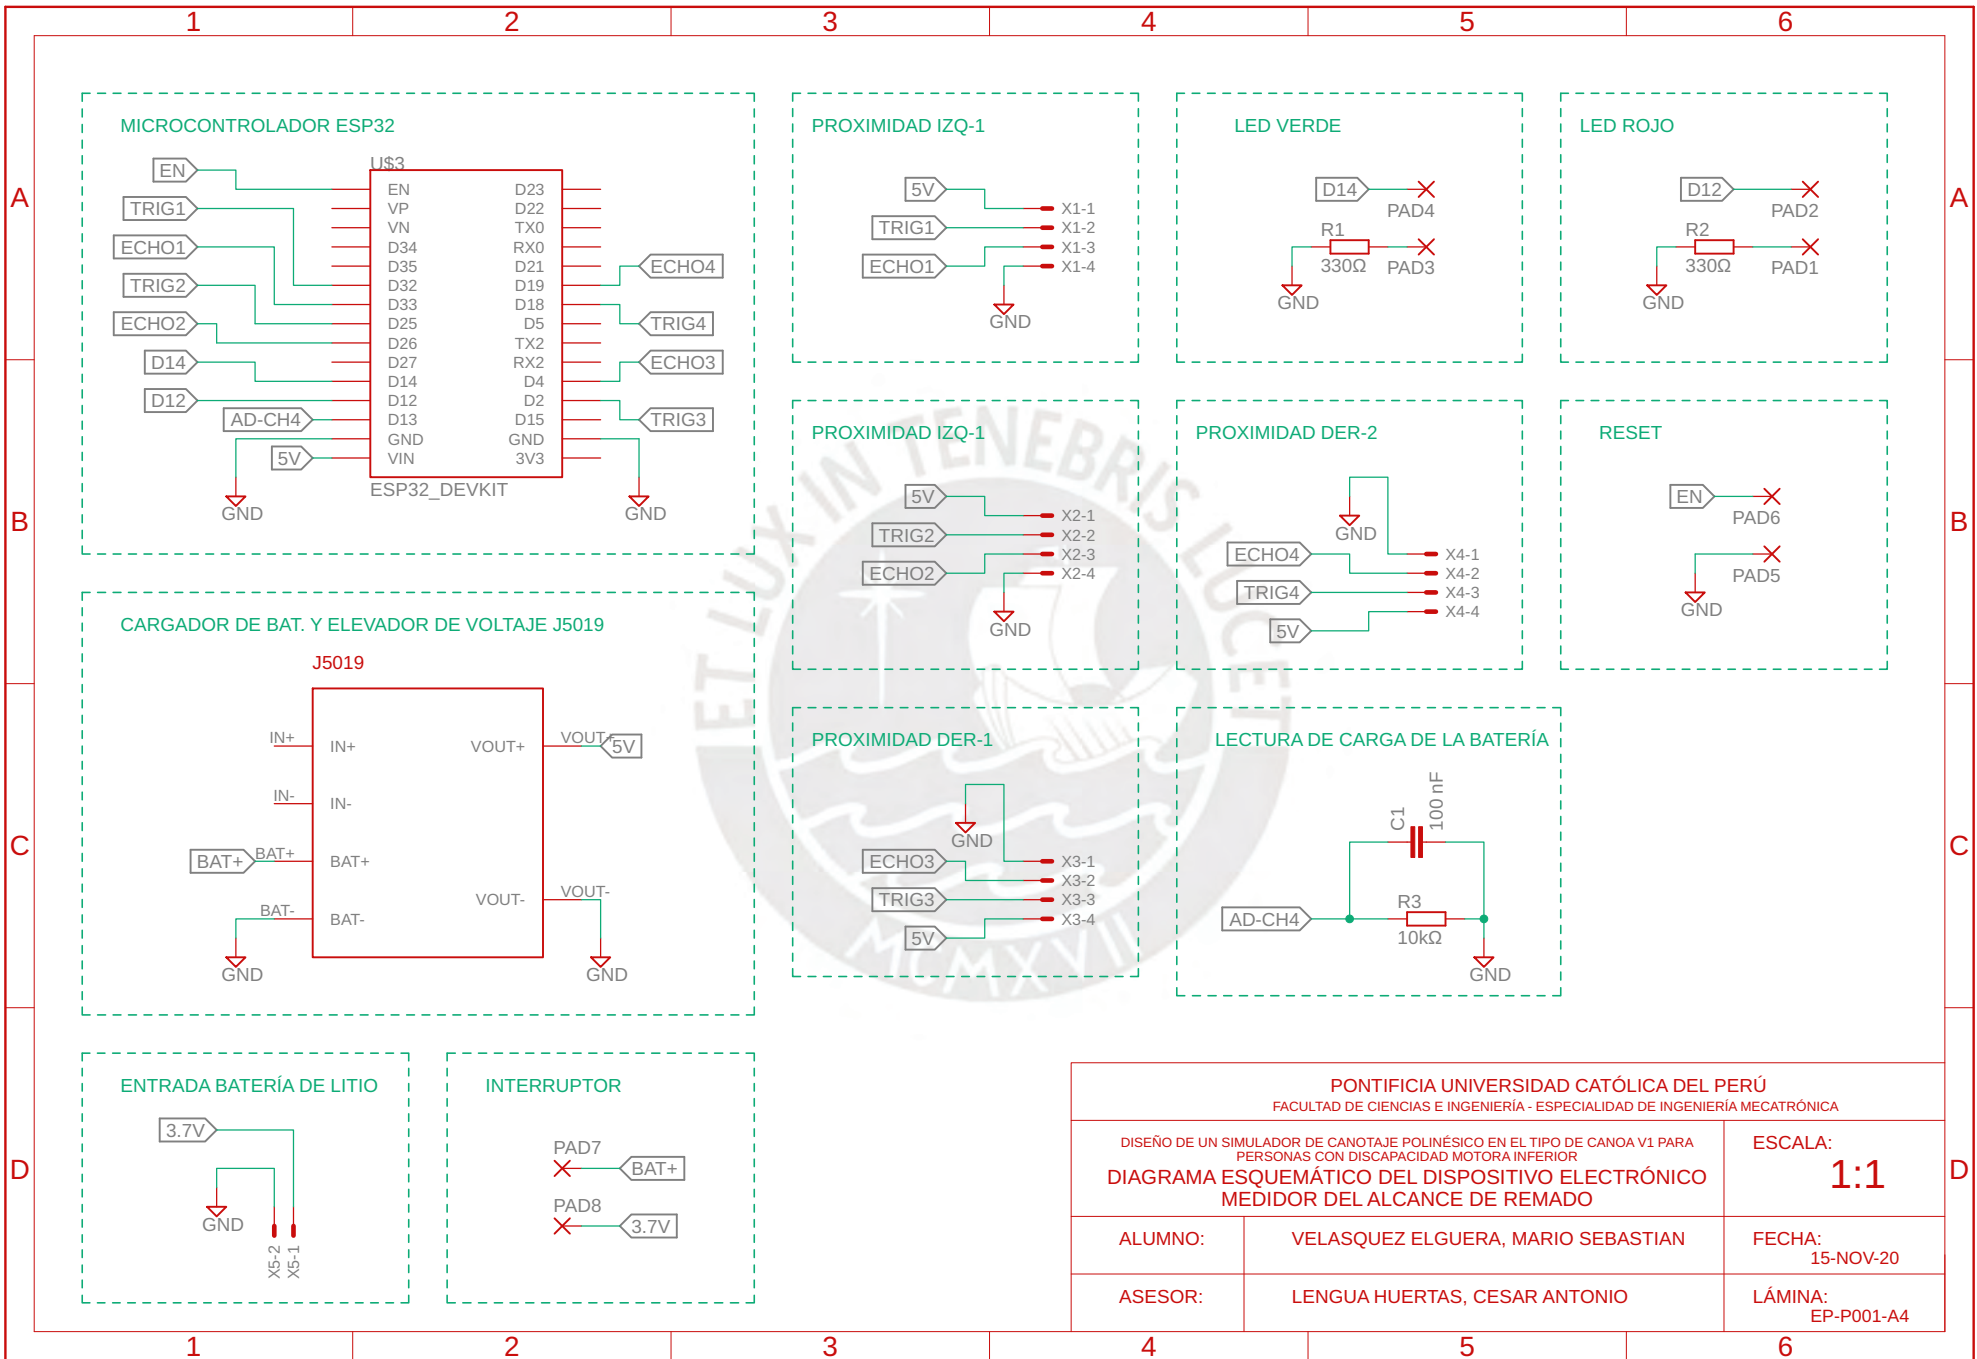 1 2 3 4 5 6
A A
B B
C C
D D
MICROCONTROLADOR ESP32
U$3
EN
TRIG1
ECHO1
TRIG2
ECHO2
D14
D12
AD-CH4
5V
GND
EN D23
VP D22
VN TX0
D34 RX0
D35 D21
D32 D19
D33 D18
D25 D5
D26 TX2
D27 RX2
D14 D4
D12 D2
D13 D15
GND GND
VIN 3V3
ESP32_DEVKIT
ECHO4
TRIG4
ECHO3
TRIG3
GND
PROXIMIDAD IZQ-1
5V
TRIG1
ECHO1
X1-1
X1-2
X1-3
X1-4
GND
LED VERDE
D14
PAD4
R1
330Ω PAD3
GND
LED ROJO
D12
PAD2
R2
330Ω PAD1
GND
PROXIMIDAD IZQ-1
5V
TRIG2
ECHO2
X2-1
X2-2
X2-3
X2-4
GND
PROXIMIDAD DER-2
GND
ECHO4
TRIG4
5V
X4-1
X4-2
X4-3
X4-4
RESET
EN
PAD6
PAD5
GND
CARGADOR DE BAT. Y ELEVADOR DE VOLTAJE J5019
J5019
IN+ IN+ VOUT+ VOUT+ 5V
IN- IN-
BAT+ BAT+ BAT+
VOUT- VOUT-
BAT- BAT-
GND GND
PROXIMIDAD DER-1
GND
ECHO3
TRIG3
5V
X3-1
X3-2
X3-3
X3-4
LECTURA DE CARGA DE LA BATERÍA
C1
100 nF
AD-CH4
R3
10kΩ
GND
ENTRADA BATERÍA DE LITIO
3.7V
GND
X5-2
X5-1
INTERRUPTOR
PAD7
BAT+
PAD8
3.7V
ET LUX IN TENEBRIS LUCET
MCMXVII
PONTIFICIA UNIVERSIDAD CATÓLICA DEL PERÚ
FACULTAD DE CIENCIAS E INGENIERÍA - ESPECIALIDAD DE INGENIERÍA MECATRÓNICA
DISEÑO DE UN SIMULADOR DE CANOTAJE POLINÉSICO EN EL TIPO DE CANOA V1 PARA
PERSONAS CON DISCAPACIDAD MOTORA INFERIOR
DIAGRAMA ESQUEMÁTICO DEL DISPOSITIVO ELECTRÓNICO
MEDIDOR DEL ALCANCE DE REMADO
ESCALA:
1:1
ALUMNO: VELASQUEZ ELGUERA, MARIO SEBASTIAN
FECHA:
15-NOV-20
ASESOR: LENGUA HUERTAS, CESAR ANTONIO
LÁMINA:
EP-P001-A4
1 2 3 4 5 6